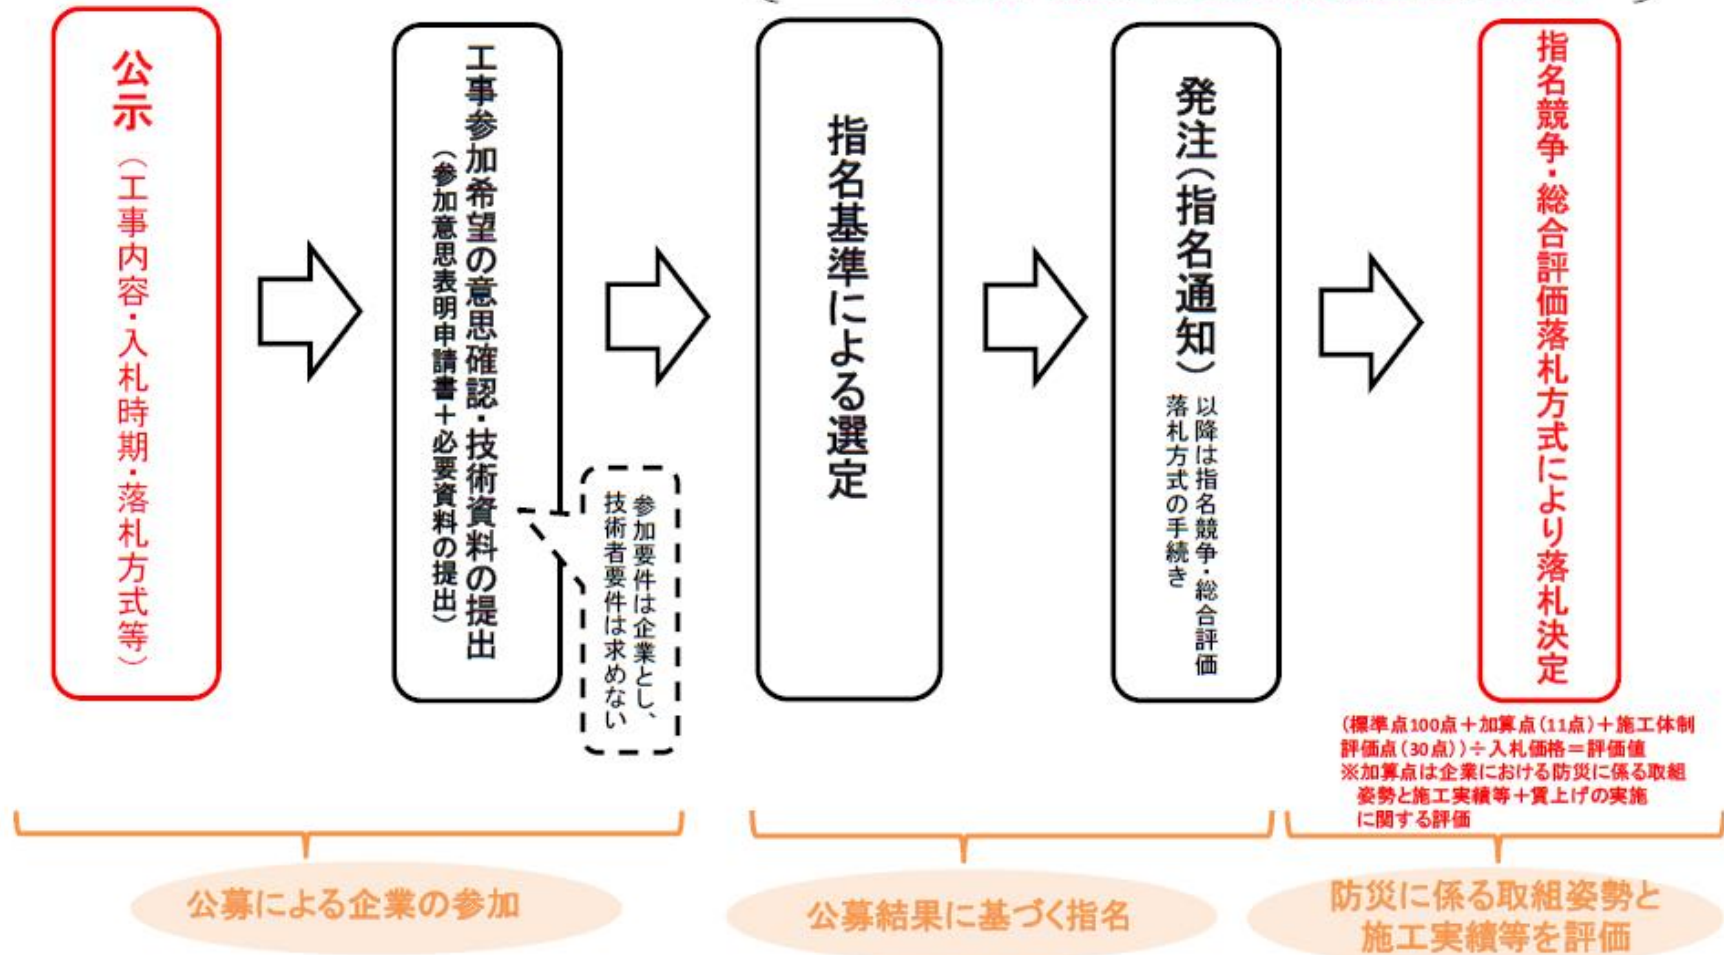 公示（工事内容・入札時期・落札方式等）
工事参加希望の意思確認・技術資料の提出
（参加意思表明申請書＋必要資料の提出）
参加要件は企業とし、
技術者要件は求めない
指名基準による選定
発注（指名通知）
以降は指名競争・総合評価
落札方式の手続き
指名競争・総合評価落札方式により落札決定
（標準点100点＋加算点（11点）＋施工体制
評価点（30点））÷入札価格＝評価値
※加算点は企業における防災に係る取組
姿勢と施工実績等＋賃上げの実施
に関する評価
公募による企業の参加
公募結果に基づく指名
防災に係る取組姿勢と
施工実績等を評価